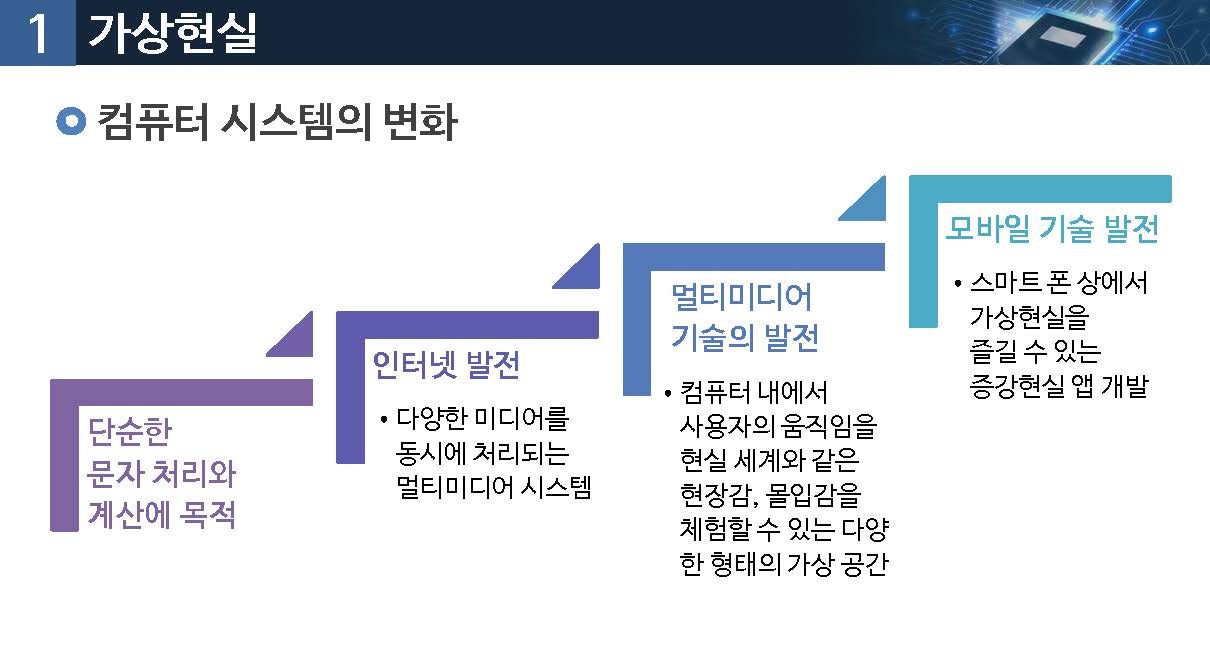 1 가상현실
컴퓨터 시스템의 변화
단순한
문자 처리와
계산에 목적
인터넷 발전
• 다양한 미디어를
동시에 처리되는
멀티미디어 시스템
멀티미디어
기술의 발전
• 컴퓨터 내에서
사용자의 움직임을
현실 세계와 같은
현장감, 몰입감을
체험할 수 있는 다양
한 형태의 가상 공간
모바일 기술 발전
• 스마트 폰 상에서
가상현실을
즐길 수 있는
증강현실 앱 개발